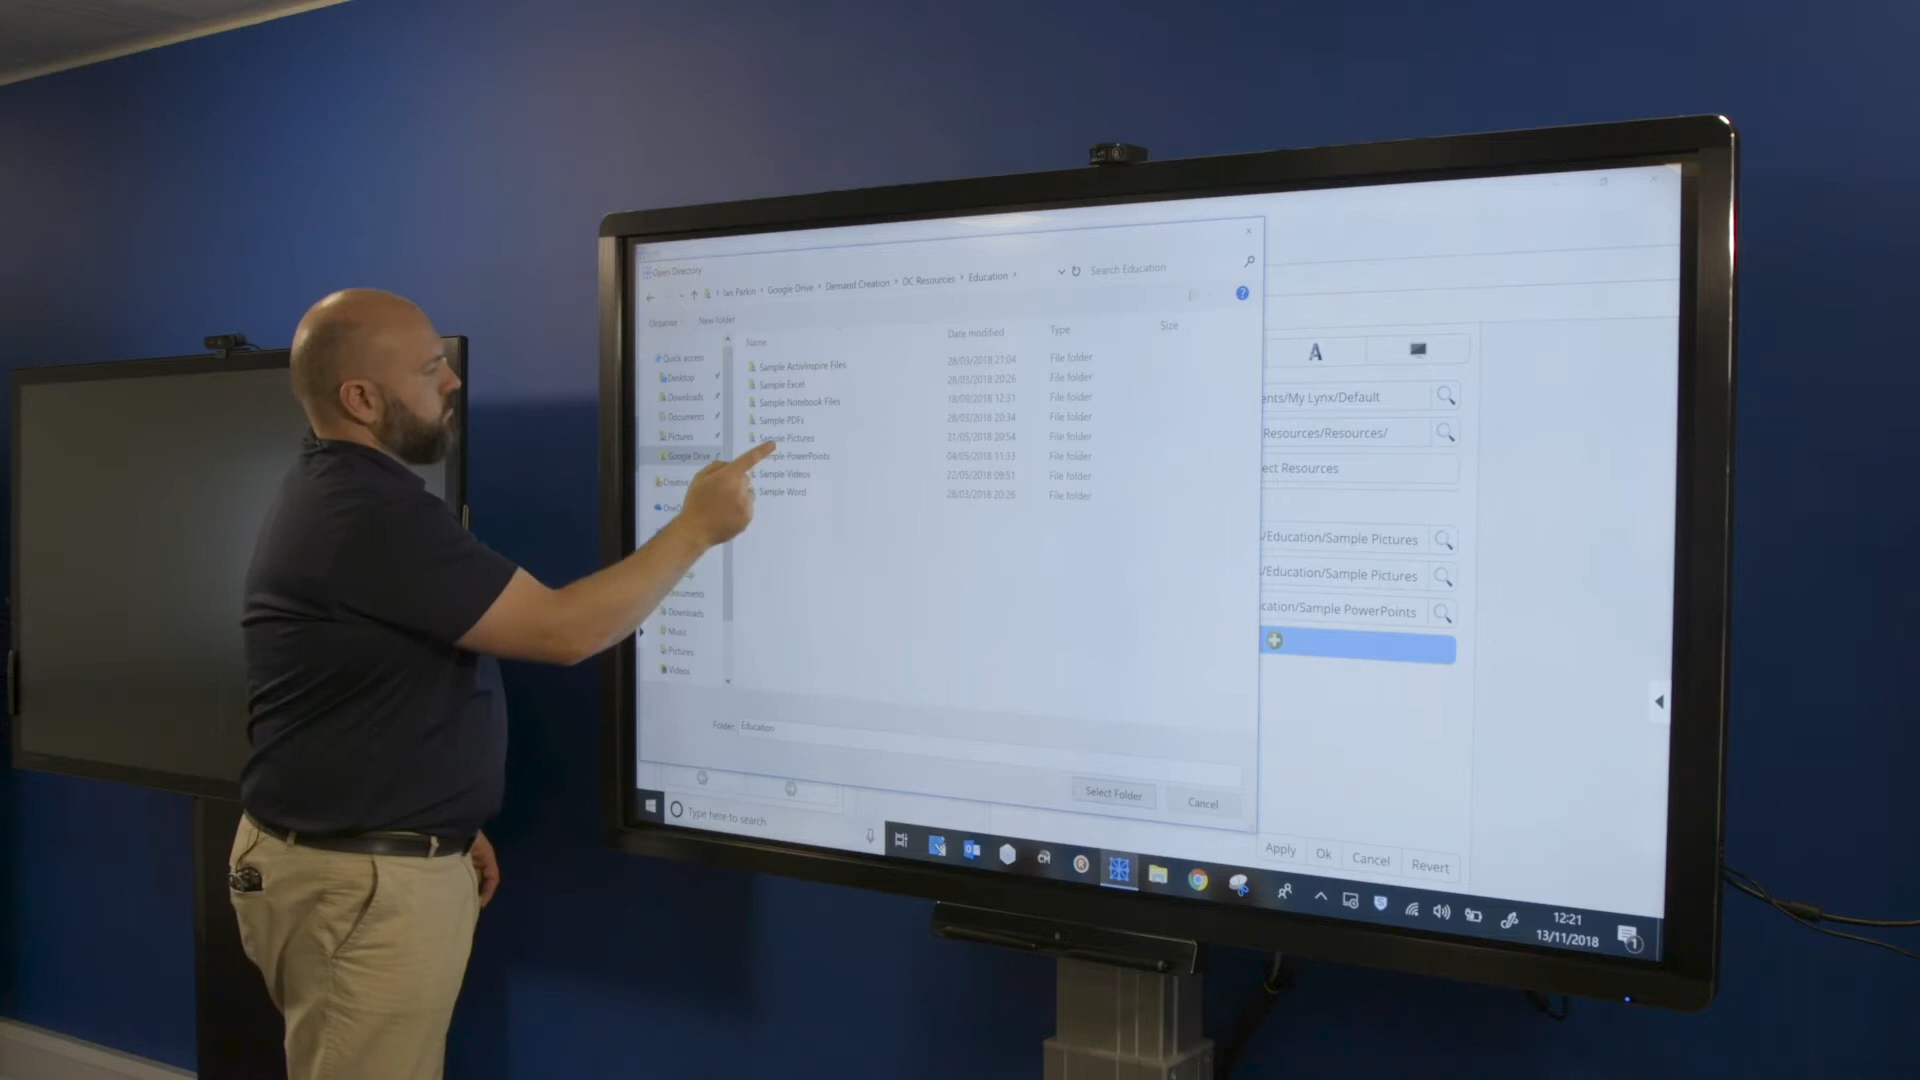 Open Directory
Ian Parkin › Google Drive › Demand Creation › DC Resources › Education ›
Search Education
Organise
New folder
Name
Date modified
Type
Size
Quick access
Desktop
Downloads
Documents
Pictures
Google Drive
Creative
Sample ActivInspire Files 28/03/2018 21:04 File folder
Sample Excel 28/03/2018 20:26 File folder
Sample Notebook Files 18/09/2018 12:31 File folder
Sample PDFs 28/03/2018 20:34 File folder
Sample Pictures 21/05/2018 20:54 File folder
PowerPoints 04/05/2018 11:33 File folder
Sample Videos 22/05/2018 09:51 File folder
Sample Word 28/03/2018 20:26 File folder
Downloads
Music
Pictures
Videos
Folder: Education
Select Folder
Cancel
A
ents/My Lynx/Default
Resources/Resources/
ect Resources
/Education/Sample Pictures
/Education/Sample Pictures
cation/Sample PowerPoints
Apply
Ok
Cancel
Revert
Type here to search
12:21
13/11/2018
1